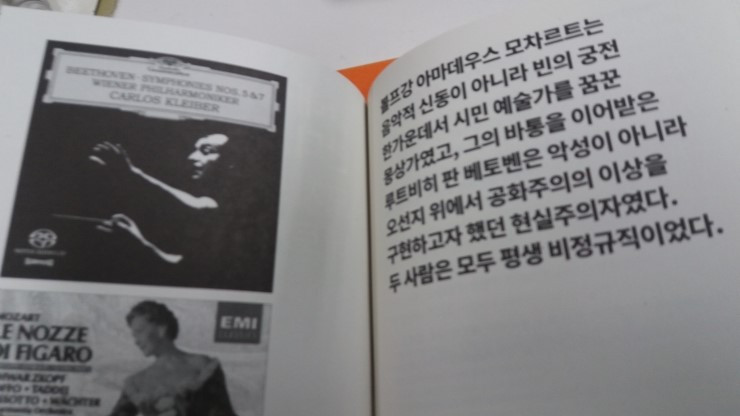 BEETHOVEN · SYMPHONIES NOS. 5 & 7
WIENER PHILHARMONIKER
CARLOS KLEIBER
MOZART
LE NOZZE
DI FIGARO
SCHWARZKOPF
TADDEI
WÄCHTER
EMI
볼프강 아마데우스 모차르트는
음악적 신동이 아니라 빈의 궁전
한가운데서 시민 예술가를 꿈꾼
몽상가였고, 그의 바통을 이어받은
루트비히 판 베토벤은 악성이 아니라
오선지 위에서 공화주의의 이상을
구현하고자 했던 현실주의자였다.
두 사람은 모두 평생 비정규직이었다.